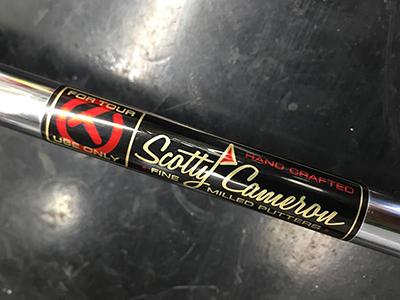 FOR TOUR
USE ONLY
HAND CRAFTED
Scotty Cameron
FINE MILLED PUTTERS